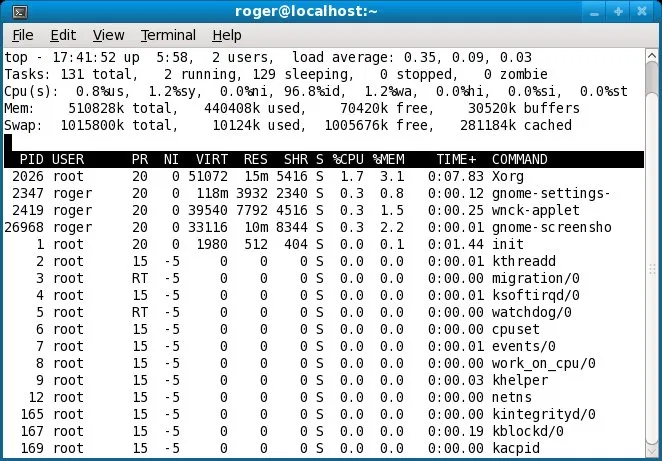 roger@localhost:~
File Edit View Terminal Help
top - 17:41:52 up  5:58,  2 users,  load average: 0.35, 0.09, 0.03
Tasks: 131 total,   2 running, 129 sleeping,   0 stopped,   0 zombie
Cpu(s):  0.8%us,  1.2%sy,  0.0%ni, 96.8%id,  1.2%wa,  0.0%hi,  0.0%si,  0.0%st
Mem:    510828k total,   440408k used,    70420k free,    30520k buffers
Swap:  1015800k total,    10124k used,  1005676k free,   281184k cached
  PID USER      PR  NI  VIRT  RES  SHR S %CPU %MEM    TIME+  COMMAND
 2026 root      20   0 51072  15m 5416 S  1.7  3.1   0:07.83 Xorg
 2347 roger     20   0  118m 3932 2340 S  0.3  0.8   0:00.12 gnome-settings-
 2419 roger     20   0 39540 7792 4516 S  0.3  1.5   0:00.25 wnck-applet
26968 roger     20   0 33116  10m 8344 S  0.3  2.2   0:00.01 gnome-screensho
    1 root      20   0  1980  512  404 S  0.0  0.1   0:01.44 init
    2 root      15  -5     0    0    0 S  0.0  0.0   0:00.01 kthreadd
    3 root      RT  -5     0    0    0 S  0.0  0.0   0:00.00 migration/0
    4 root      15  -5     0    0    0 S  0.0  0.0   0:00.01 ksoftirqd/0
    5 root      RT  -5     0    0    0 S  0.0  0.0   0:00.00 watchdog/0
    6 root      15  -5     0    0    0 S  0.0  0.0   0:00.00 cpuset
    7 root      15  -5     0    0    0 S  0.0  0.0   0:00.01 events/0
    8 root      15  -5     0    0    0 S  0.0  0.0   0:00.00 work_on_cpu/0
    9 root      15  -5     0    0    0 S  0.0  0.0   0:00.03 khelper
   12 root      15  -5     0    0    0 S  0.0  0.0   0:00.00 netns
  165 root      15  -5     0    0    0 S  0.0  0.0   0:00.00 kintegrityd/0
  167 root      15  -5     0    0    0 S  0.0  0.0   0:00.19 kblockd/0
  169 root      15  -5     0    0    0 S  0.0  0.0   0:00.00 kacpid